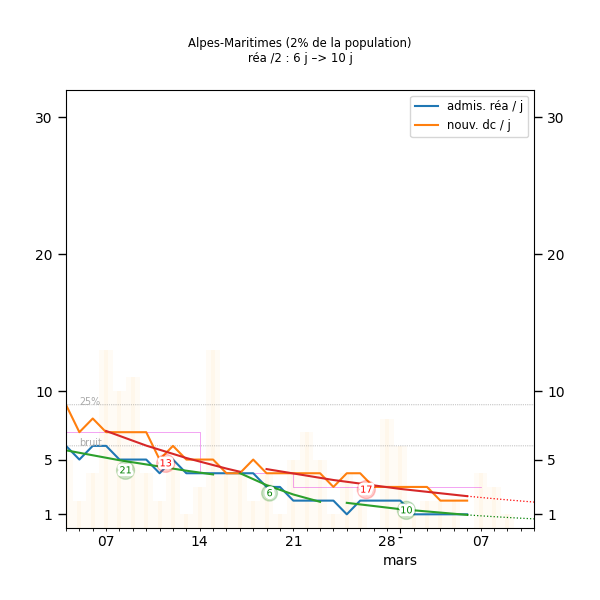 Alpes-Maritimes (2% de la population)
réa /2 : 6 j –> 10 j
admis. réa / j
nouv. dc / j
30 30
20 20
10 10
25%
bruit
5 5
21 13 6 17 10
1 1
07 14 21 28 07
mars